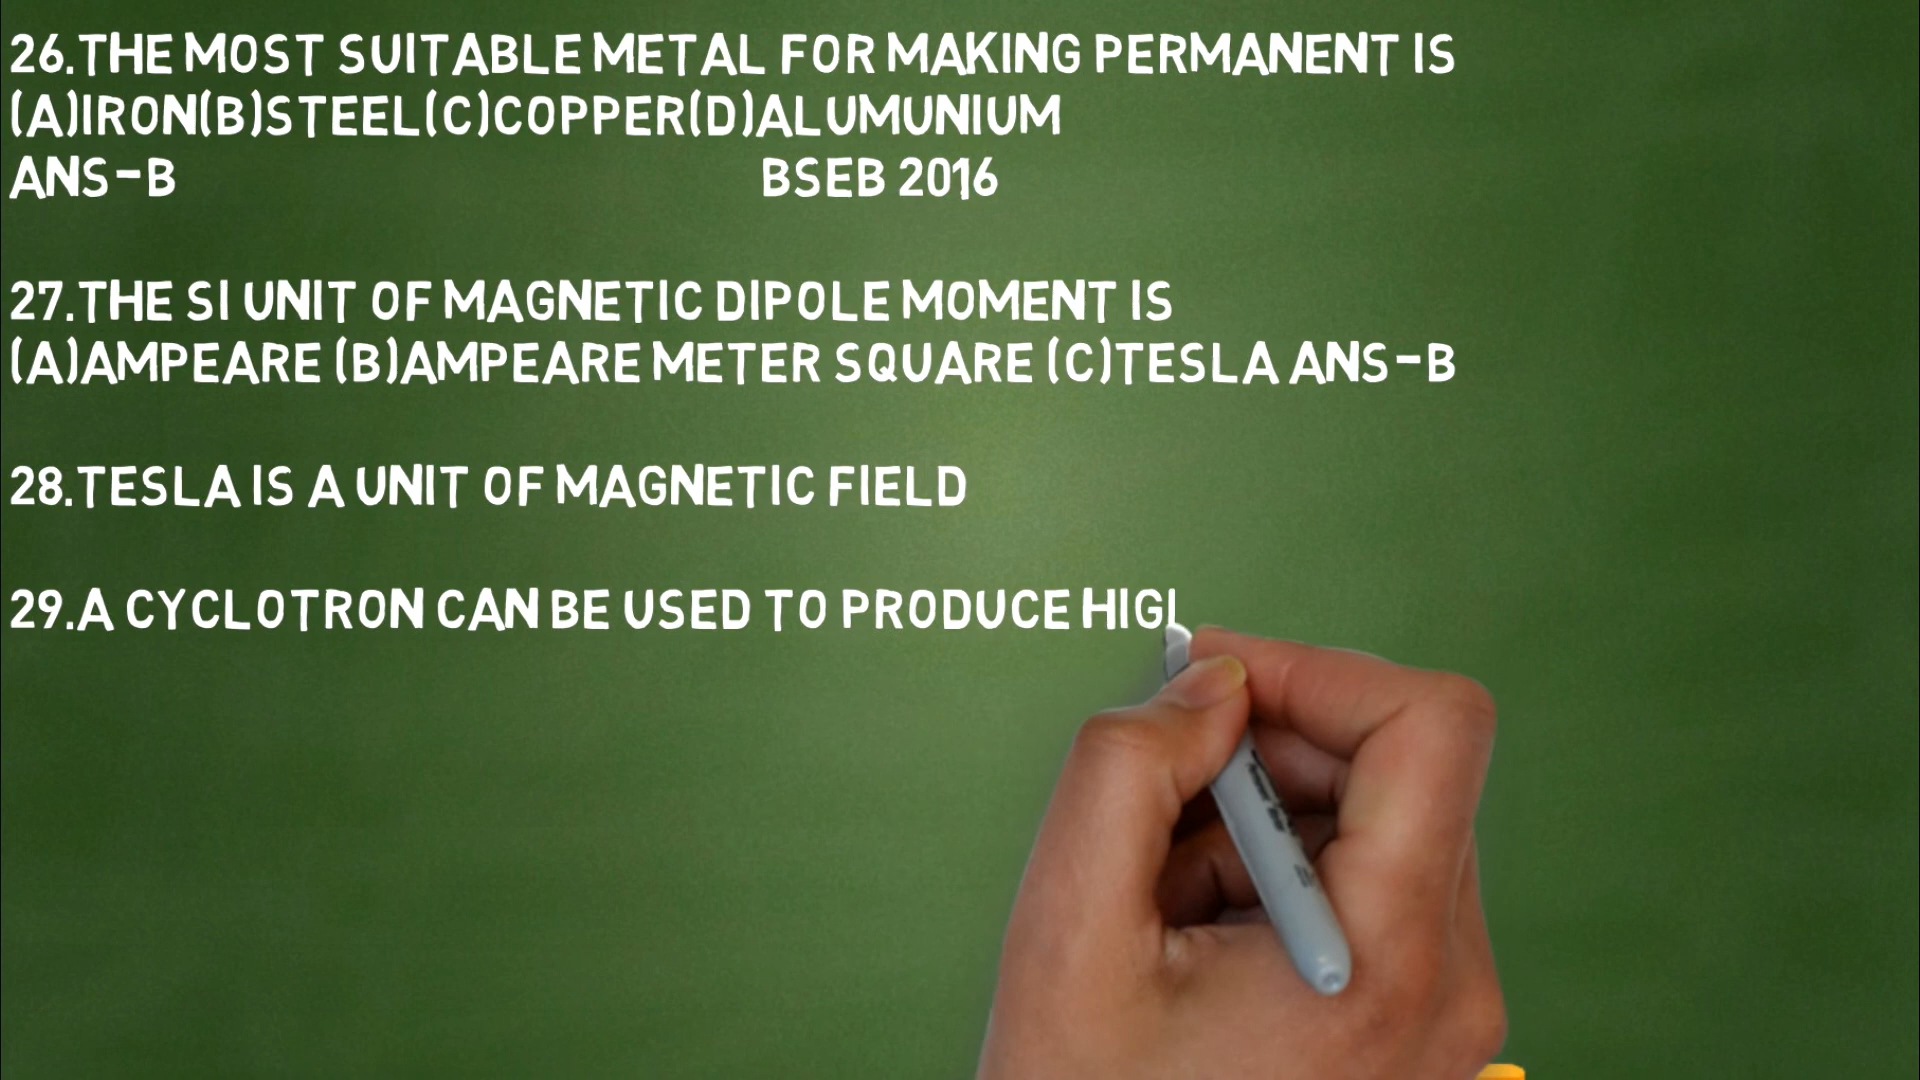 26.THE MOST SUITABLE METAL FOR MAKING PERMANENT IS
(A)IRON(B)STEEL(C)COPPER(D)ALUMUNIUM
ANS-B BSEB 2016
27.THE SI UNIT OF MAGNETIC DIPOLE MOMENT IS
(A)AMPEARE (B)AMPEARE METER SQUARE (C)TESLA ANS-B
28.TESLA IS A UNIT OF MAGNETIC FIELD
29.A CYCLOTRON CAN BE USED TO PRODUCE